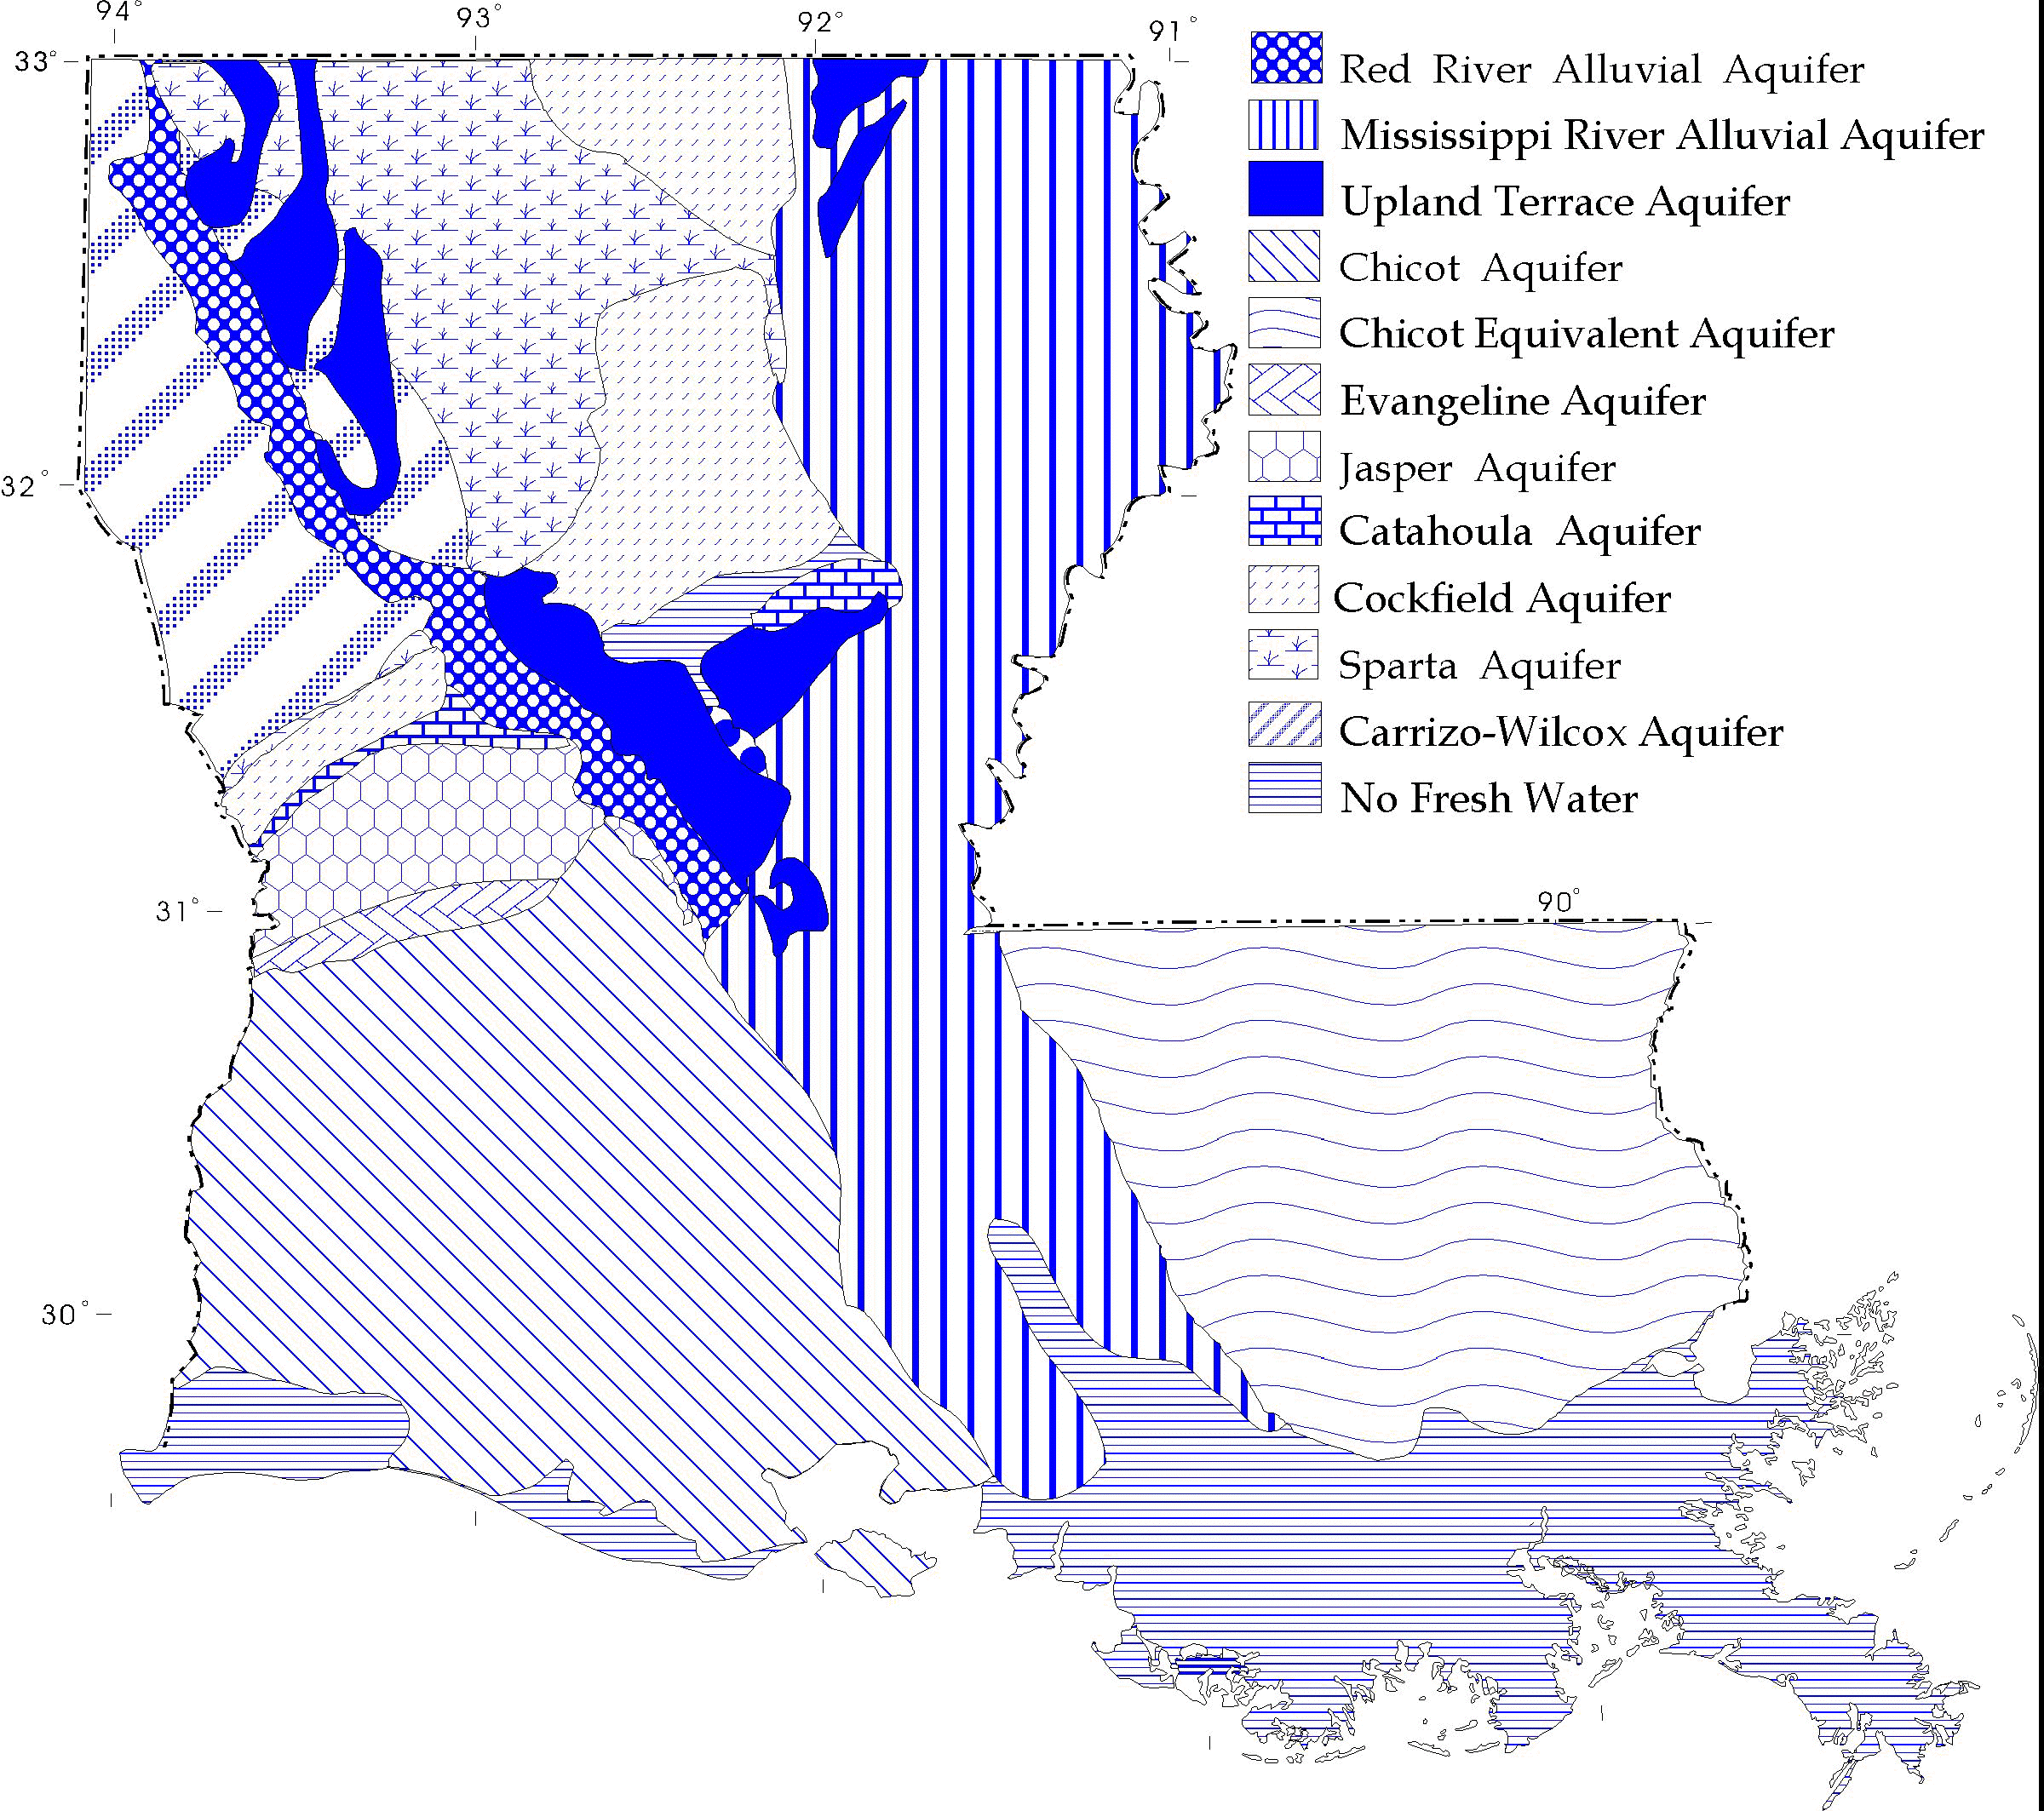 94°
93°
92°
91°
33°
Red River Alluvial Aquifer
Mississippi River Alluvial Aquifer
Upland Terrace Aquifer
Chicot Aquifer
Chicot Equivalent Aquifer
Evangeline Aquifer
Jasper Aquifer
32°
Catahoula Aquifer
Cockfield Aquifer
Sparta Aquifer
Carrizo-Wilcox Aquifer
No Fresh Water
31°
90°
30°